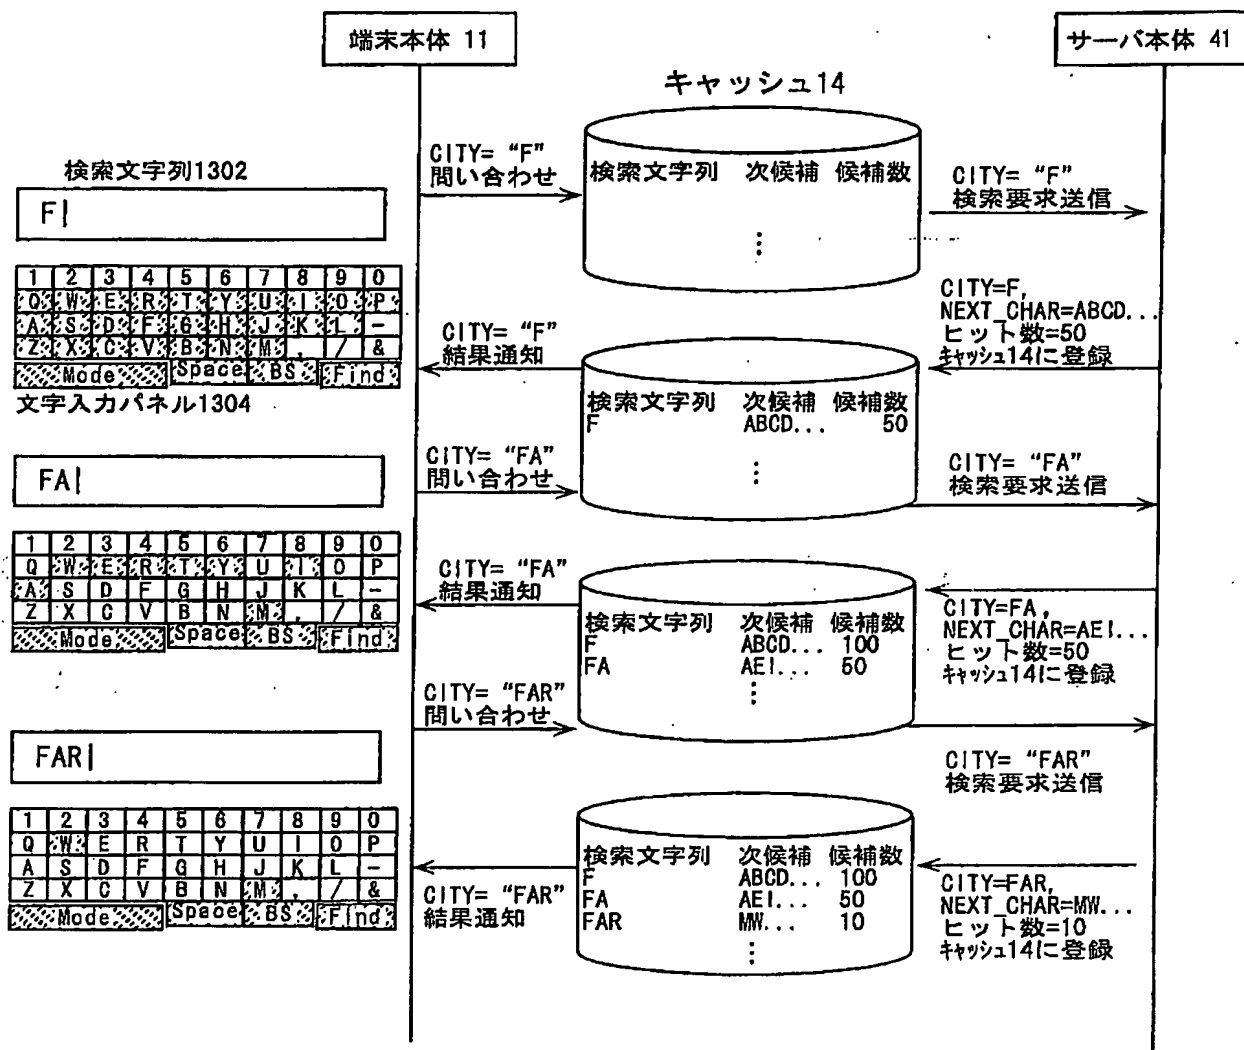 端末本体 11
サーバ本体 41
キャッシュ14
検索文字列1302
F
CITY= “F”
問い合わせ
検索文字列 次候補 候補数
⋮
CITY= “F”
検索要求送信
1 2 3 4 5 6 7 8 9 0
Q W E R T Y U I O P
A S D F G H J K L -
Z X C V B N M , / &
Mode Space BS Find
文字入力パネル1304
CITY=F,
NEXT_CHAR=ABCD...
ヒット数=50
キャッシュ14に登録
CITY= “F”
結果通知
検索文字列 次候補 候補数
F ABCD... 50
⋮
FA
CITY= “FA”
問い合わせ
CITY= “FA”
検索要求送信
1 2 3 4 5 6 7 8 9 0
Q W E R T Y U I O P
A S D F G H J K L -
Z X C V B N M , / &
Mode Space BS Find
CITY= “FA”
結果通知
検索文字列 次候補 候補数
F ABCD... 100
FA AEI... 50
⋮
CITY=FA,
NEXT_CHAR=AEI...
ヒット数=50
キャッシュ14に登録
CITY= “FAR”
問い合わせ
FAR
CITY= “FAR”
検索要求送信
1 2 3 4 5 6 7 8 9 0
Q W E R T Y U I O P
A S D F G H J K L -
Z X C V B N M , / &
Mode Space BS Find
CITY= “FAR”
結果通知
検索文字列 次候補 候補数
F ABCD... 100
FA AEI... 50
FAR MW... 10
⋮
CITY=FAR,
NEXT_CHAR=MW...
ヒット数=10
キャッシュ14に登録